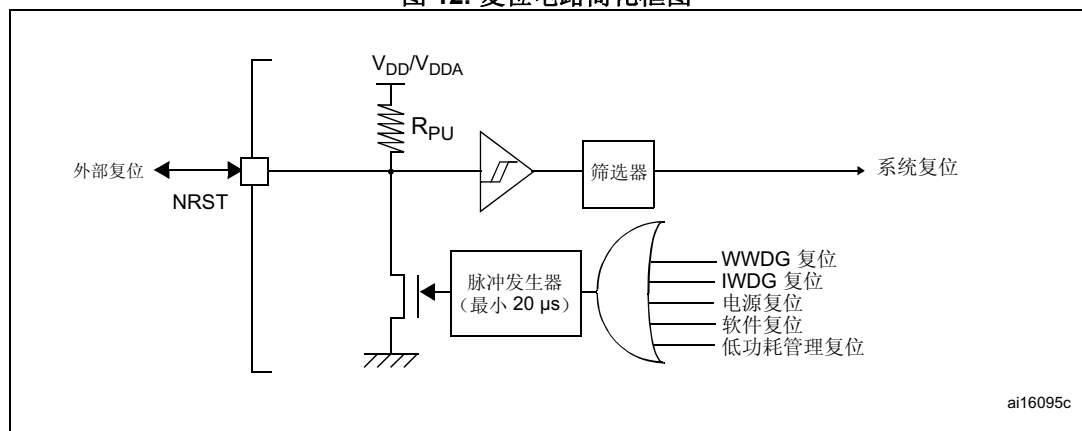 V_DD/V_DDA
R_PU
外部复位
NRST
筛选器
系统复位
脉冲发生器
(最小 20 µs)
WWDG 复位
IWDG 复位
电源复位
软件复位
低功耗管理复位
ai16095c